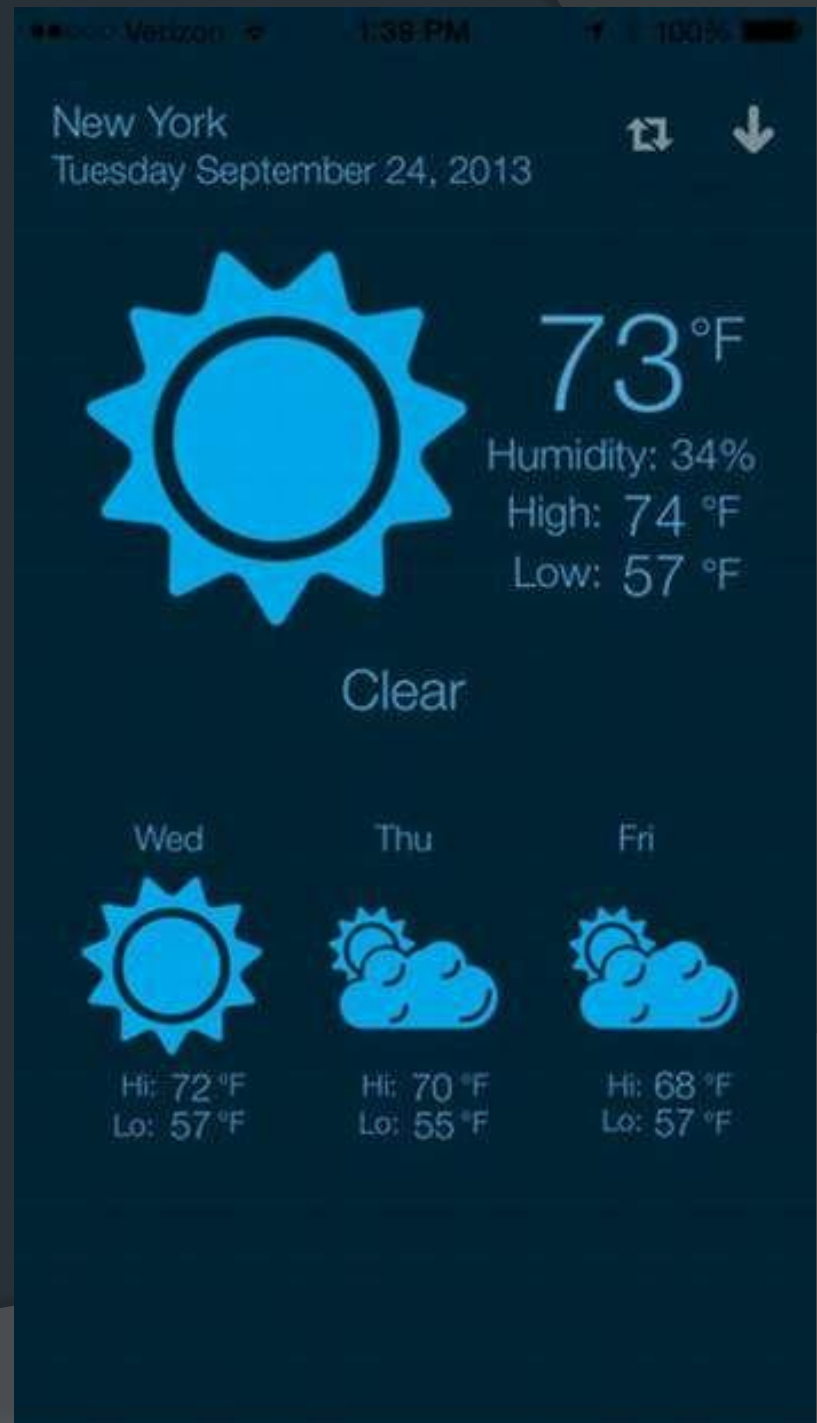 Verizon 1:38 PM 100%
New York
Tuesday September 24, 2013
73 °F
Humidity: 34%
High: 74 °F
Low: 57 °F
Clear
Wed Thu Fri
Hi: 72 °F Hi: 70 °F Hi: 68 °F
Lo: 57 °F Lo: 55 °F Lo: 57 °F